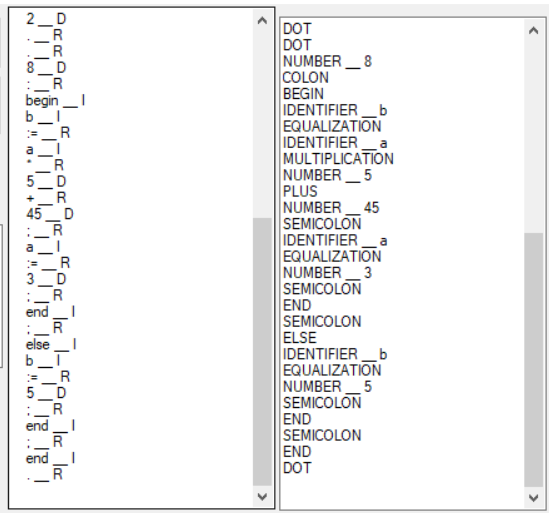 2 __ D
. __ R
. __ R
8 __ D
: __ R
begin __ I
b __ I
:= __ R
a __ I
* __ R
5 __ D
+ __ R
45 __ D
; __ R
a __ I
:= __ R
3 __ D
; __ R
end __ I
; __ R
else __ I
b __ I
:= __ R
5 __ D
; __ R
end __ I
; __ R
end __ I
. __ R
DOT
DOT
NUMBER __ 8
COLON
BEGIN
IDENTIFIER __ b
EQUALIZATION
IDENTIFIER __ a
MULTIPLICATION
NUMBER __ 5
PLUS
NUMBER __ 45
SEMICOLON
IDENTIFIER __ a
EQUALIZATION
NUMBER __ 3
SEMICOLON
END
SEMICOLON
ELSE
IDENTIFIER __ b
EQUALIZATION
NUMBER __ 5
SEMICOLON
END
SEMICOLON
END
DOT